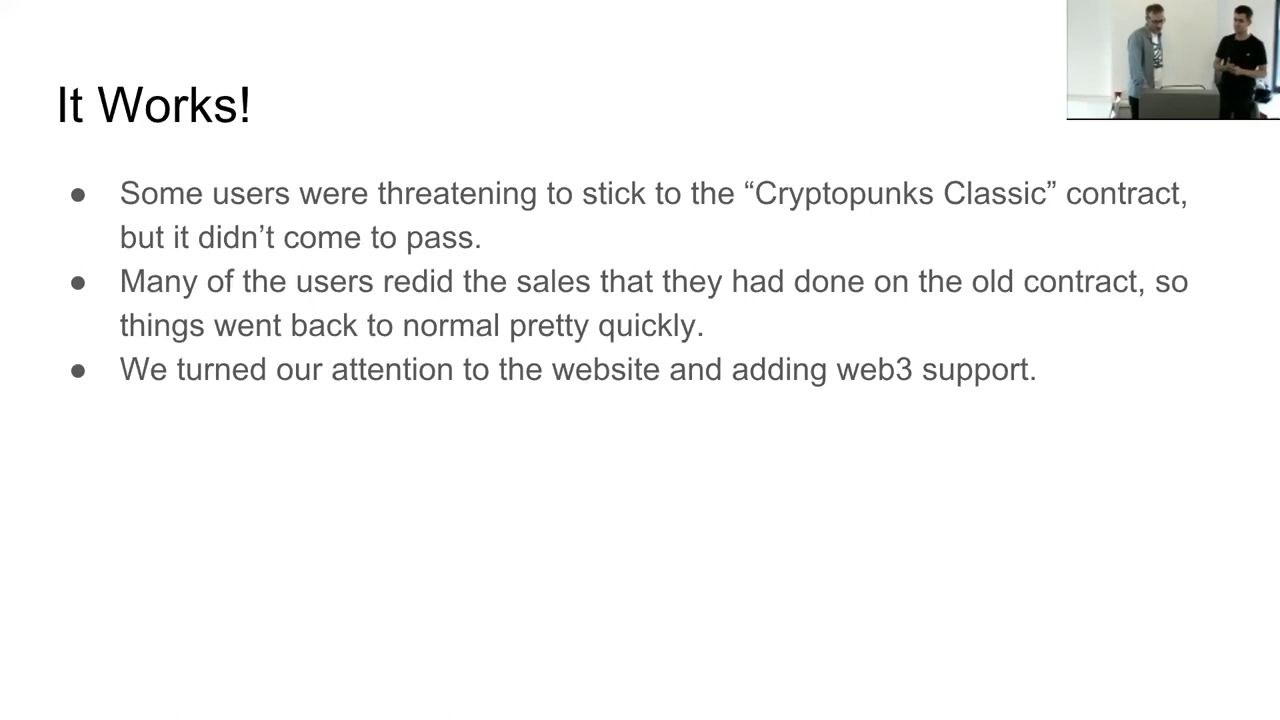 It Works!
● Some users were threatening to stick to the “Cryptopunks Classic” contract,
but it didn’t come to pass.
● Many of the users redid the sales that they had done on the old contract, so
things went back to normal pretty quickly.
● We turned our attention to the website and adding web3 support.